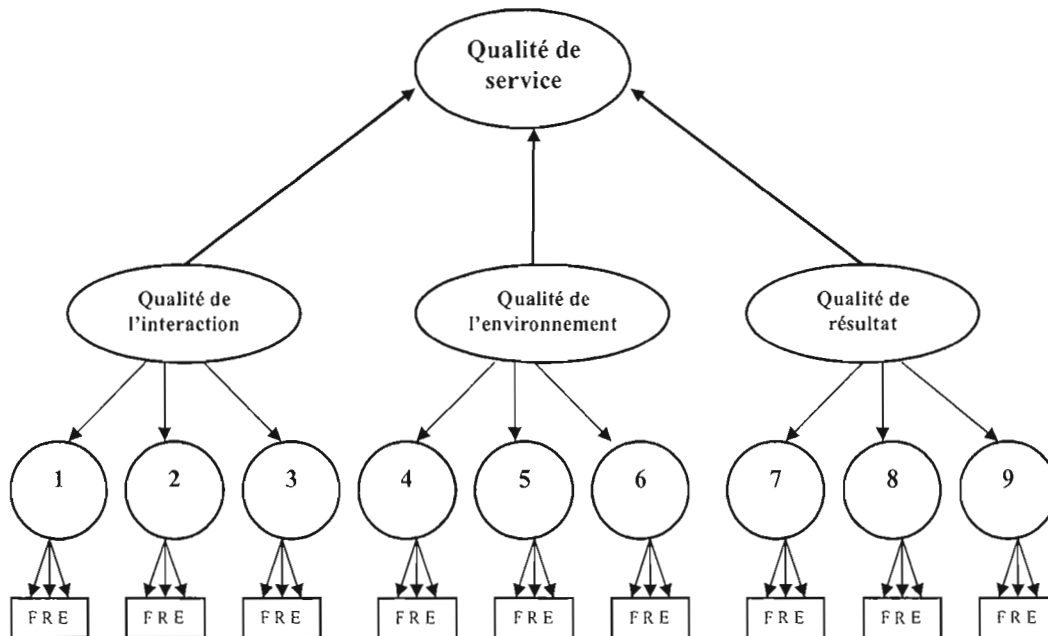 Qualité de
service
Qualité de
l'interaction
Qualité de
l'environnement
Qualité de
résultat
1
2
3
4
5
6
7
8
9
F R E
F R E
F R E
F R E
F R E
F R E
F R E
F R E
F R E